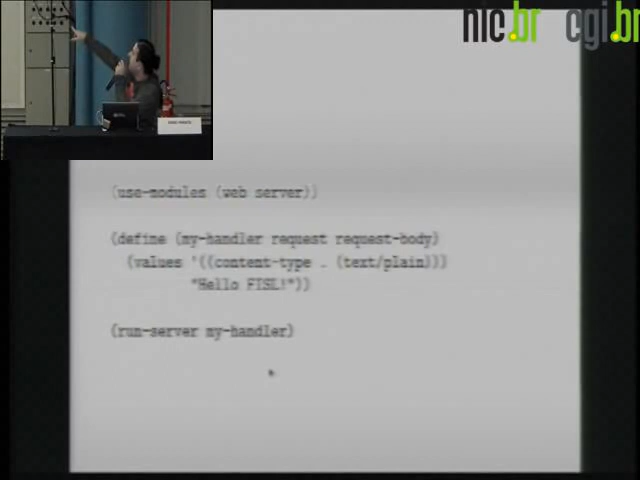 nic.br cgi.br
(use-modules (web server))
(define (my-handler request request-body)
(values '((content-type . (text/plain)))
"Hello FISL!"))
(run-server my-handler)